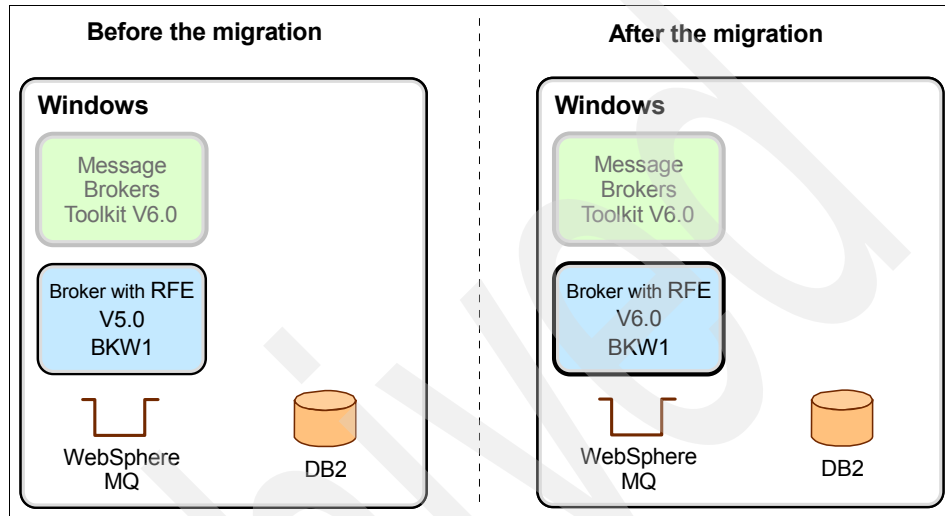 Before the migration
Windows
Message
Brokers
Toolkit V6.0
Broker with RFE
V5.0
BKW1
WebSphere
MQ
DB2
After the migration
Windows
Message
Brokers
Toolkit V6.0
Broker with RFE
V6.0
BKW1
WebSphere
MQ
DB2